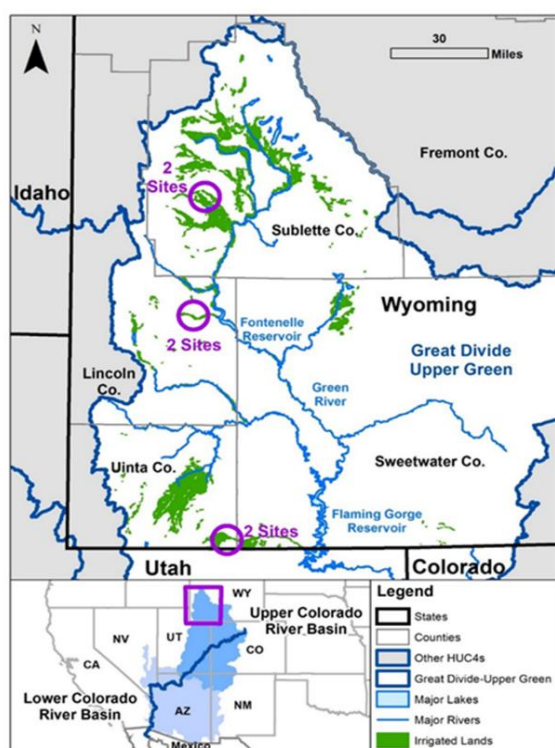 N
30
Miles
Fremont Co.
Idaho
2
Sites
Sublette Co.
Wyoming
Fontenelle
Reservoir
2 Sites
Great Divide
Upper Green
Lincoln
Co.
Green
River
Uinta Co.
Sweetwater Co.
Flaming Gorge
Reservoir
2 Sites
Utah
Colorado
WY
Upper Colorado
River Basin
NV
UT
CO
CA
Lower Colorado
River Basin
AZ
NM
Mexico
Legend
States
Counties
Other HUC4s
Great Divide-Upper Green
Major Lakes
Major Rivers
Irrigated Lands